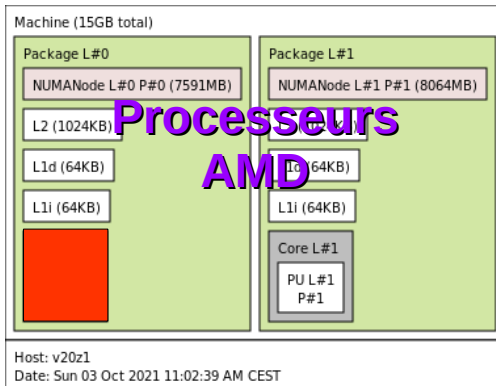 Machine (15GB total)
Package L#0
Package L#1
NUMANode L#0 P#0 (7591MB)
NUMANode L#1 P#1 (8064MB)
Processeurs
AMD
L2 (1024KB)
L1d (64KB)
L1d (64KB)
L1i (64KB)
L1i (64KB)
Core L#1
PU L#1
P#1
Host: v20z1
Date: Sun 03 Oct 2021 11:02:39 AM CEST